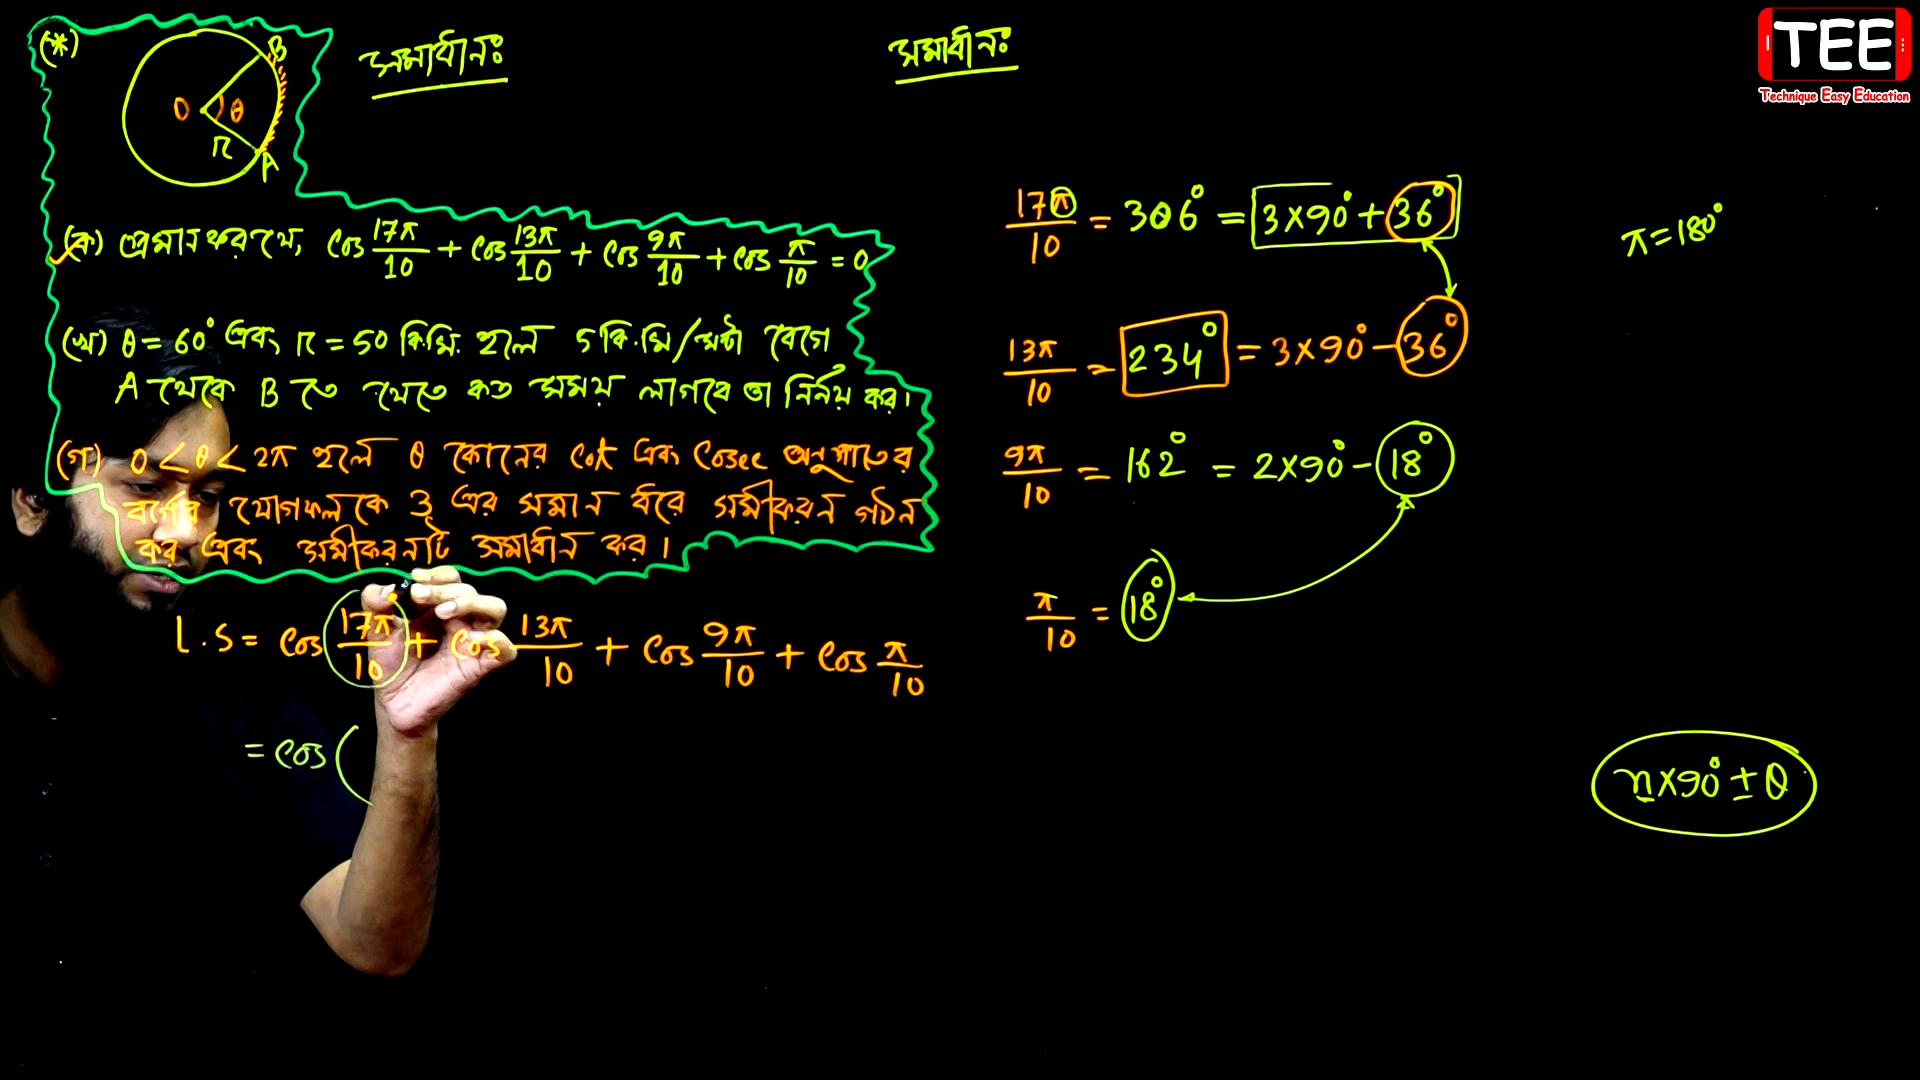 TEE
Technique Easy Education
(*)
B
O θ
r
A
সমাধানঃ
সমাধানঃ
(ক) প্রমান কর যে, cos 17π/10 + cos 13π/10 + cos 9π/10 + cos π/10 = 0
(খ) θ = 60° এবং r = 50 কি.মি. হলে 5 কি.মি/ঘন্টা বেগে
A থেকে B তে যেতে কত সময় লাগবে তা নির্নয় কর।
(গ) 0 < θ < 2π হলে θ কোনের cot এবং cosec অনুপাতের
বর্গের যোগফলকে 3 এর সমান ধরে সমীকরন গঠন
কর এবং সমীকরনটি সমাধান কর।
L.S = cos 17π/10 + cos 13π/10 + cos 9π/10 + cos π/10
= cos (
17π/10 = 306° = 3×90° + 36°
13π/10 = 234° = 3×90° − 36°
9π/10 = 162° = 2×90° − 18°
π/10 = 18°
π = 180°
n×90° ± θ